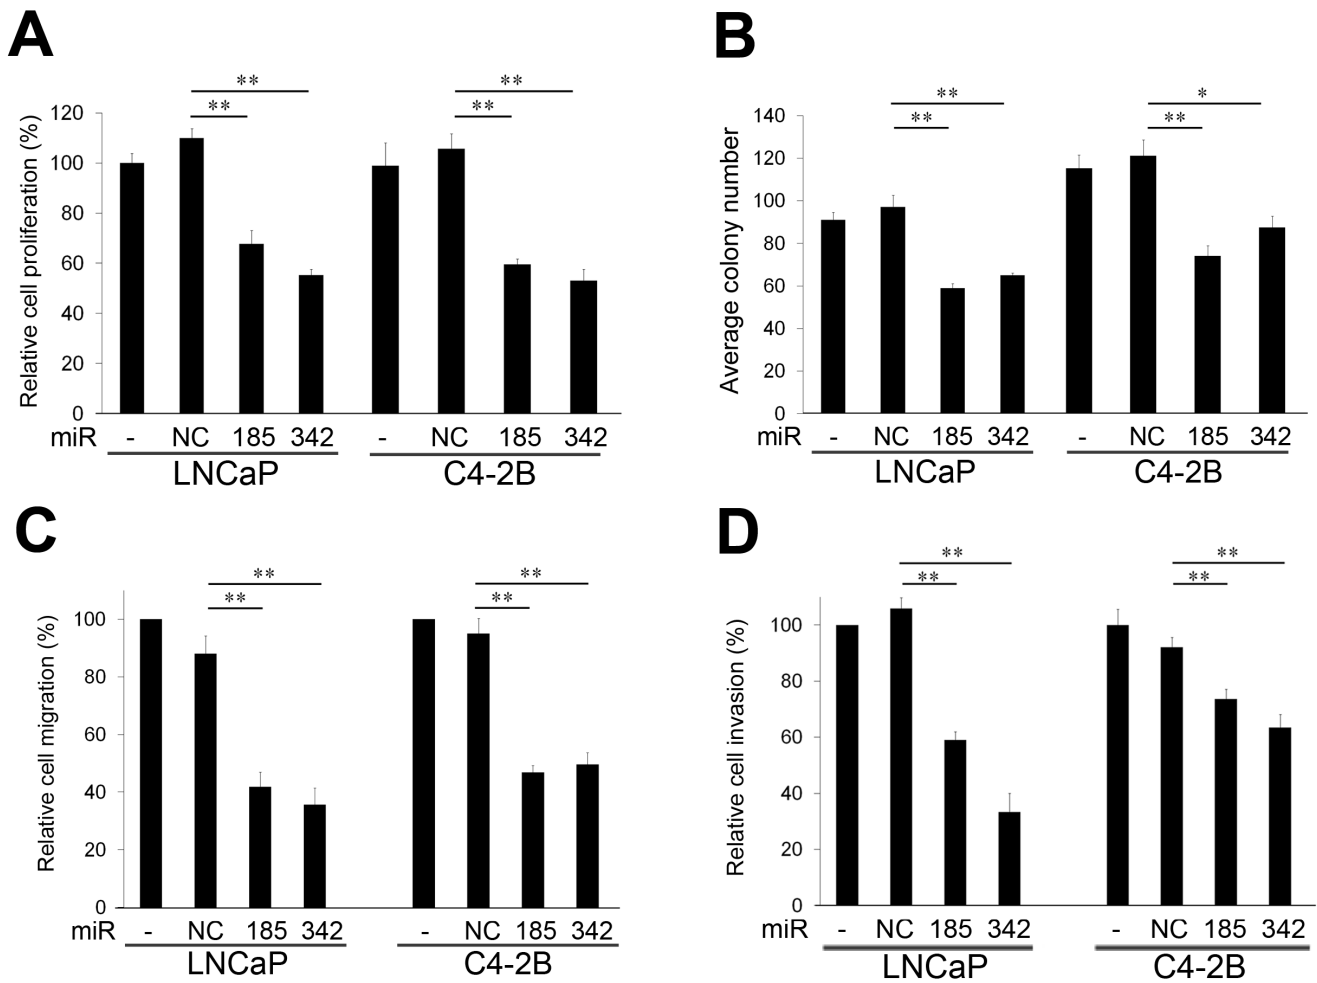 A
** **
** **
Relative cell proliferation (%)
120
100
80
60
40
20
0
miR - NC 185 342 - NC 185 342
LNCaP C4-2B
B
** *
** **
Average colony number
140
120
100
80
60
40
20
0
miR - NC 185 342 - NC 185 342
LNCaP C4-2B
C
** **
** **
Relative cell migration (%)
100
80
60
40
20
0
miR - NC 185 342 - NC 185 342
LNCaP C4-2B
D
** **
** **
Relative cell invasion (%)
100
80
60
40
20
0
miR - NC 185 342 - NC 185 342
LNCaP C4-2B